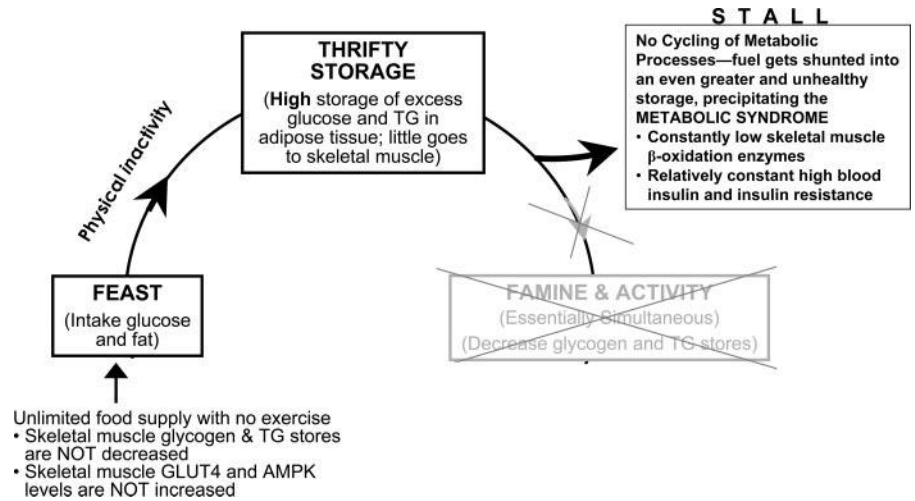 S T A L L
No Cycling of Metabolic
Processes—fuel gets shunted into
an even greater and unhealthy
storage, precipitating the
METABOLIC SYNDROME
• Constantly low skeletal muscle
β-oxidation enzymes
• Relatively constant high blood
insulin and insulin resistance
THRIFTY
STORAGE
(High storage of excess
glucose and TG in
adipose tissue; little goes
to skeletal muscle)
Physical inactivity
FEAST
(Intake glucose
and fat)
FAMINE & ACTIVITY
(Essentially Simultaneous)
(Decrease glycogen and TG stores)
Unlimited food supply with no exercise
• Skeletal muscle glycogen & TG stores
are NOT decreased
• Skeletal muscle GLUT4 and AMPK
levels are NOT increased